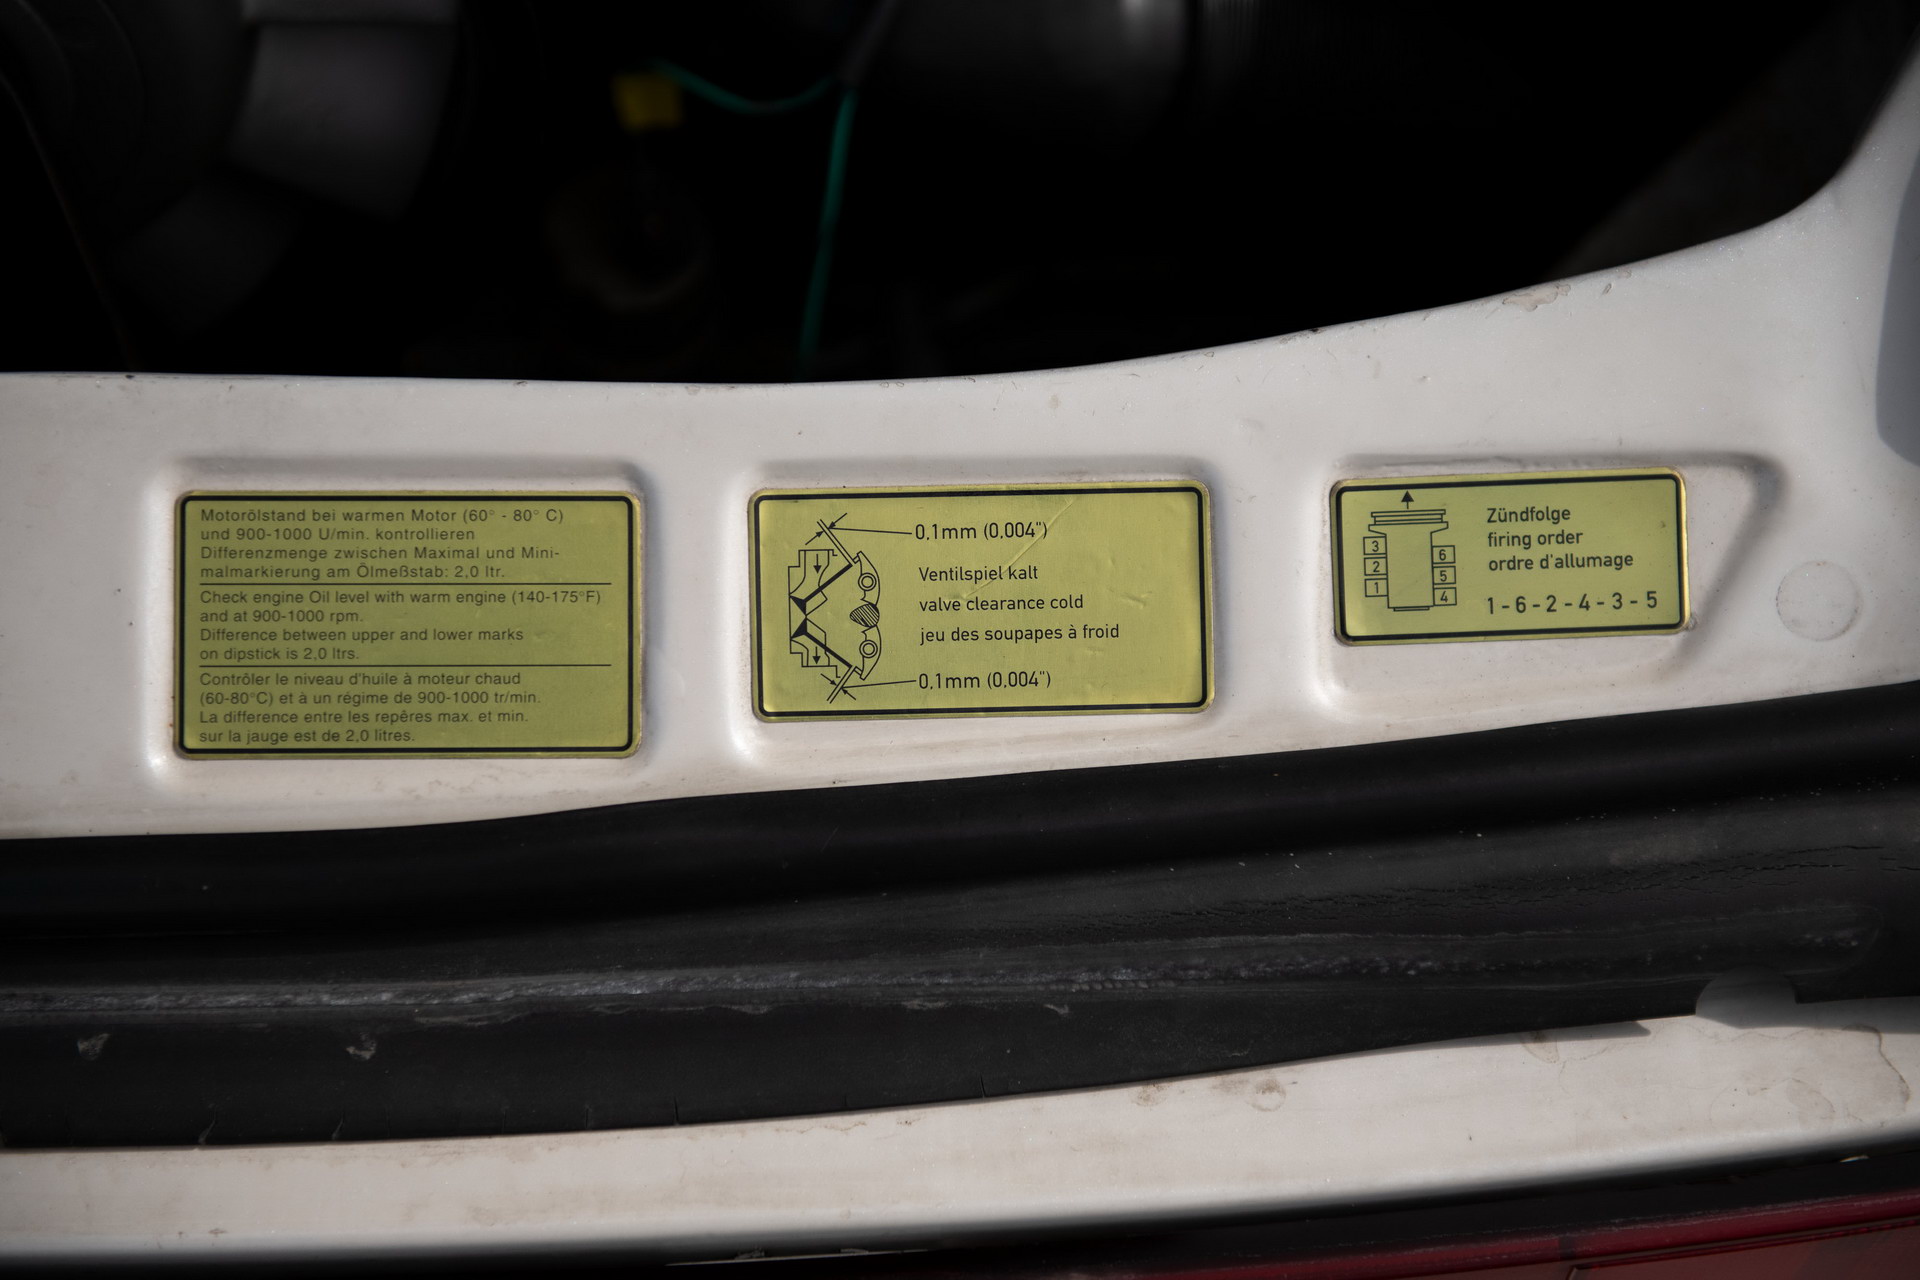 Motorölstand bei warmen Motor (60° - 80° C)
und 900-1000 U/min. kontrollieren
Differenzmenge zwischen Maximal und Mini-
malmarkierung am Ölmeßstab: 2,0 ltr.
Check engine Oil level with warm engine (140-175°F)
and at 900-1000 rpm.
Difference between upper and lower marks
on dipstick is 2,0 ltrs.
Contrôler le niveau d'huile à moteur chaud
(60-80°C) et à un régime de 900-1000 tr/min.
La difference entre les repêres max. et min.
sur la jauge est de 2,0 litres.
0,1mm (0,004")
Ventilspiel kalt
valve clearance cold
jeu des soupapes à froid
0,1mm (0,004")
3
2
1
6
5
4
Zündfolge
firing order
ordre d'allumage
1 - 6 - 2 - 4 - 3 - 5